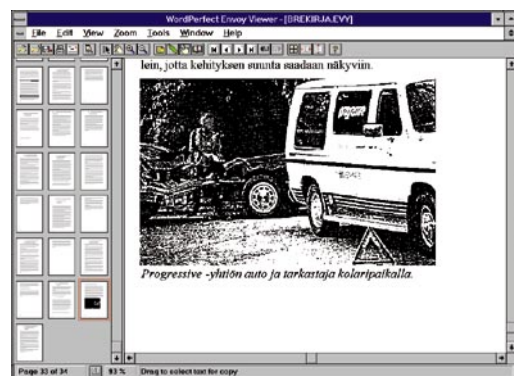 WordPerfect Envoy Viewer - [BREKIRJA.EVY]
File Edit View Zoom Tools Window Help
lein, jotta kehityksen suunta saadaan näkyviin.
Progressive -yhtiön auto ja tarkastaja kolaripaikalla.
Page 33 of 34 93 % Drag to select text for copy